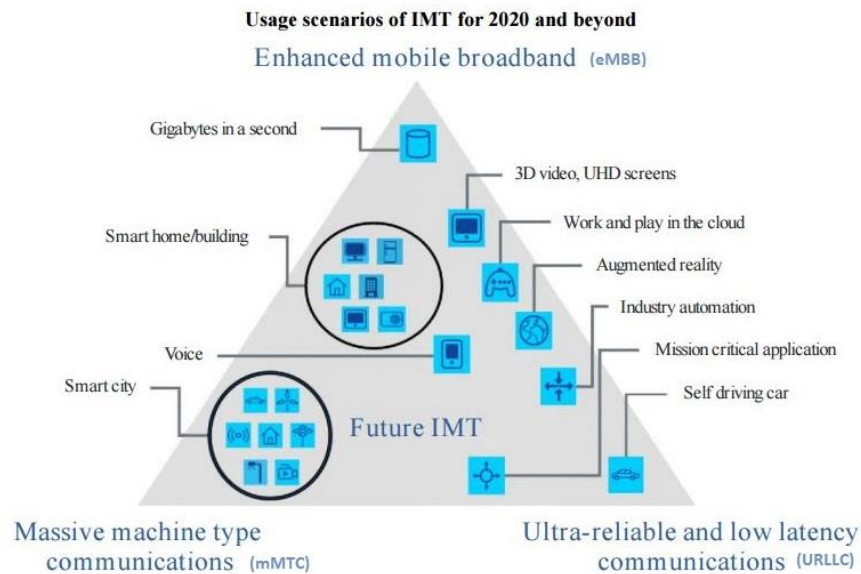 Usage scenarios of IMT for 2020 and beyond
Enhanced mobile broadband (eMBB)
Gigabytes in a second
3D video, UHD screens
Work and play in the cloud
Smart home/building
Augmented reality
Industry automation
Voice
Mission critical application
Smart city
Self driving car
Future IMT
Massive machine type
communications (mMTC)
Ultra-reliable and low latency
communications (URLLC)